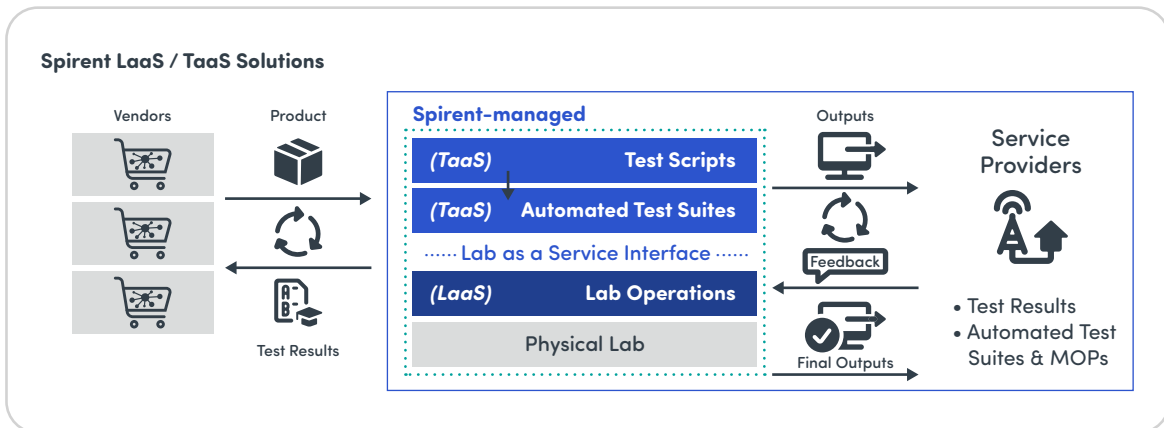 Spirent LaaS / TaaS Solutions
Vendors
Product
Test Results
A
B
Spirent-managed
(TaaS) Test Scripts
(TaaS) Automated Test Suites
Lab as a Service Interface
(LaaS) Lab Operations
Physical Lab
Outputs
Feedback
Final Outputs
Service
Providers
• Test Results
• Automated Test
Suites & MOPs